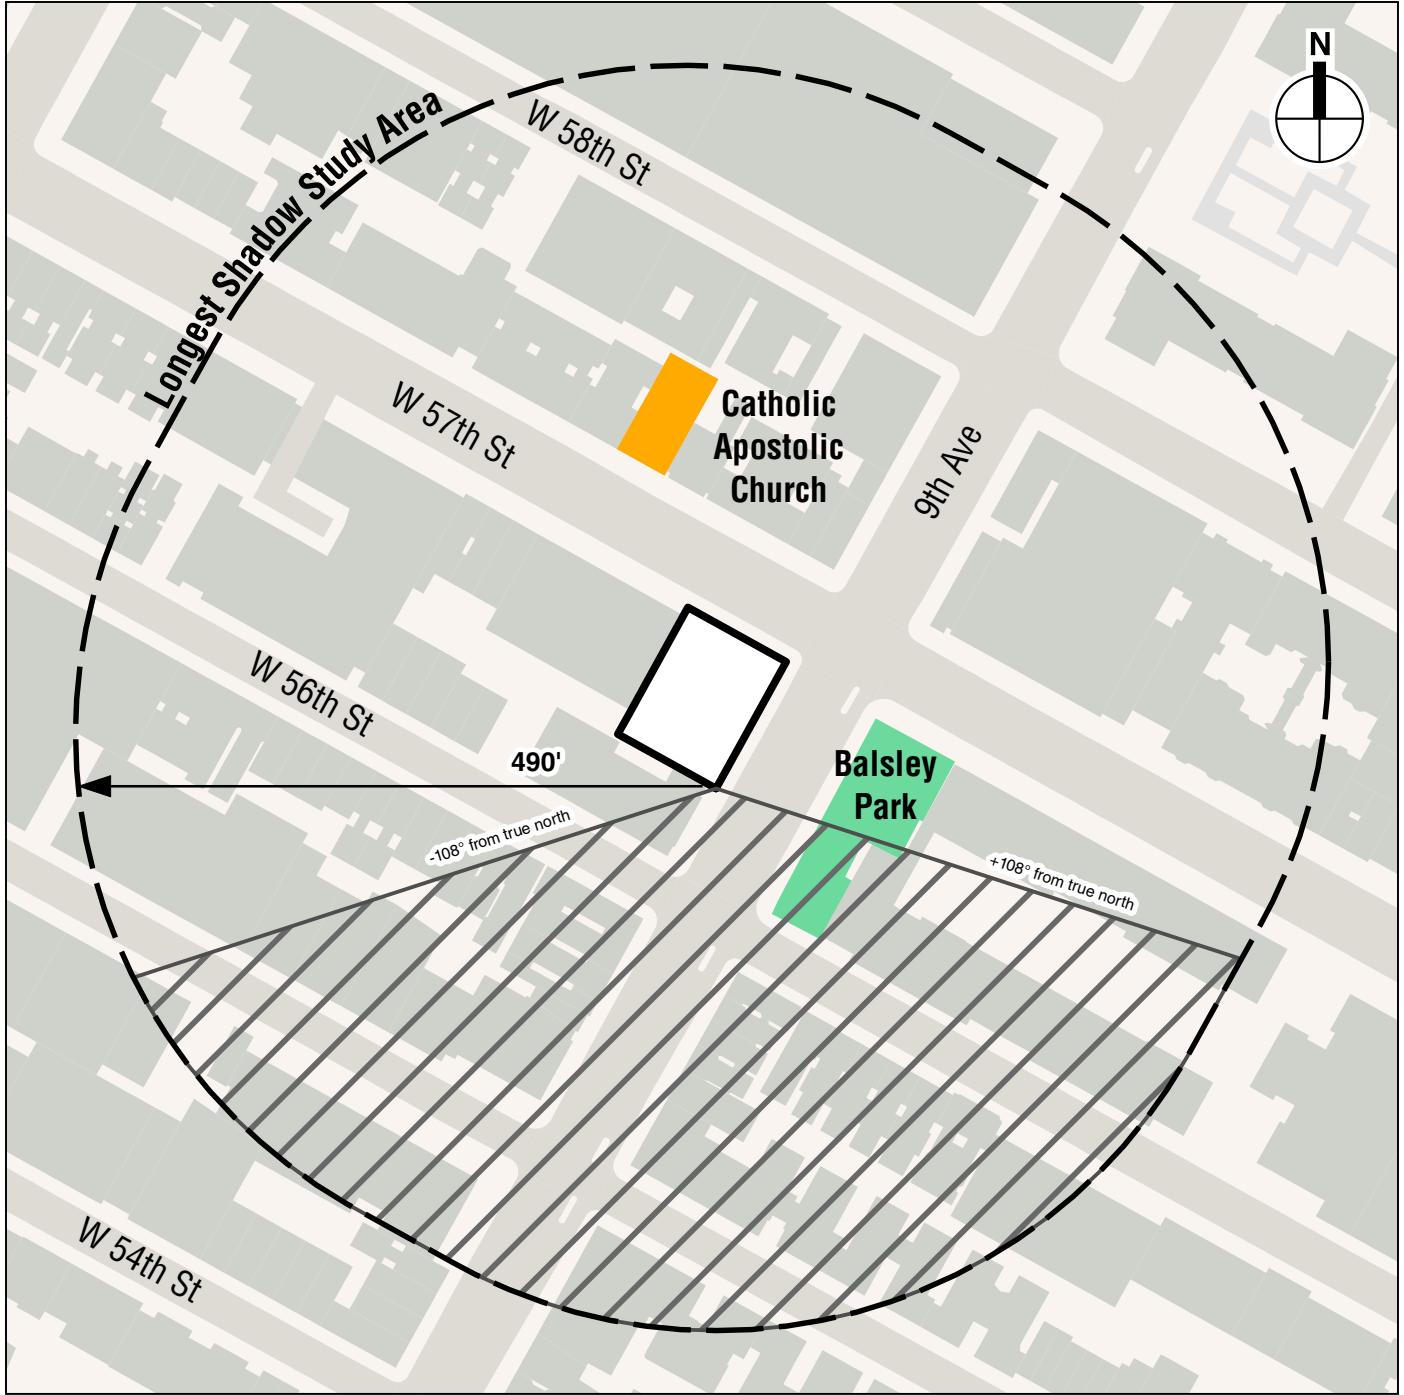 N
Longest Shadow Study Area
W 58th St
W 57th St
Catholic
Apostolic
Church
9th Ave
W 56th St
490'
Balsley
Park
-108° from true north
+108° from true north
W 54th St